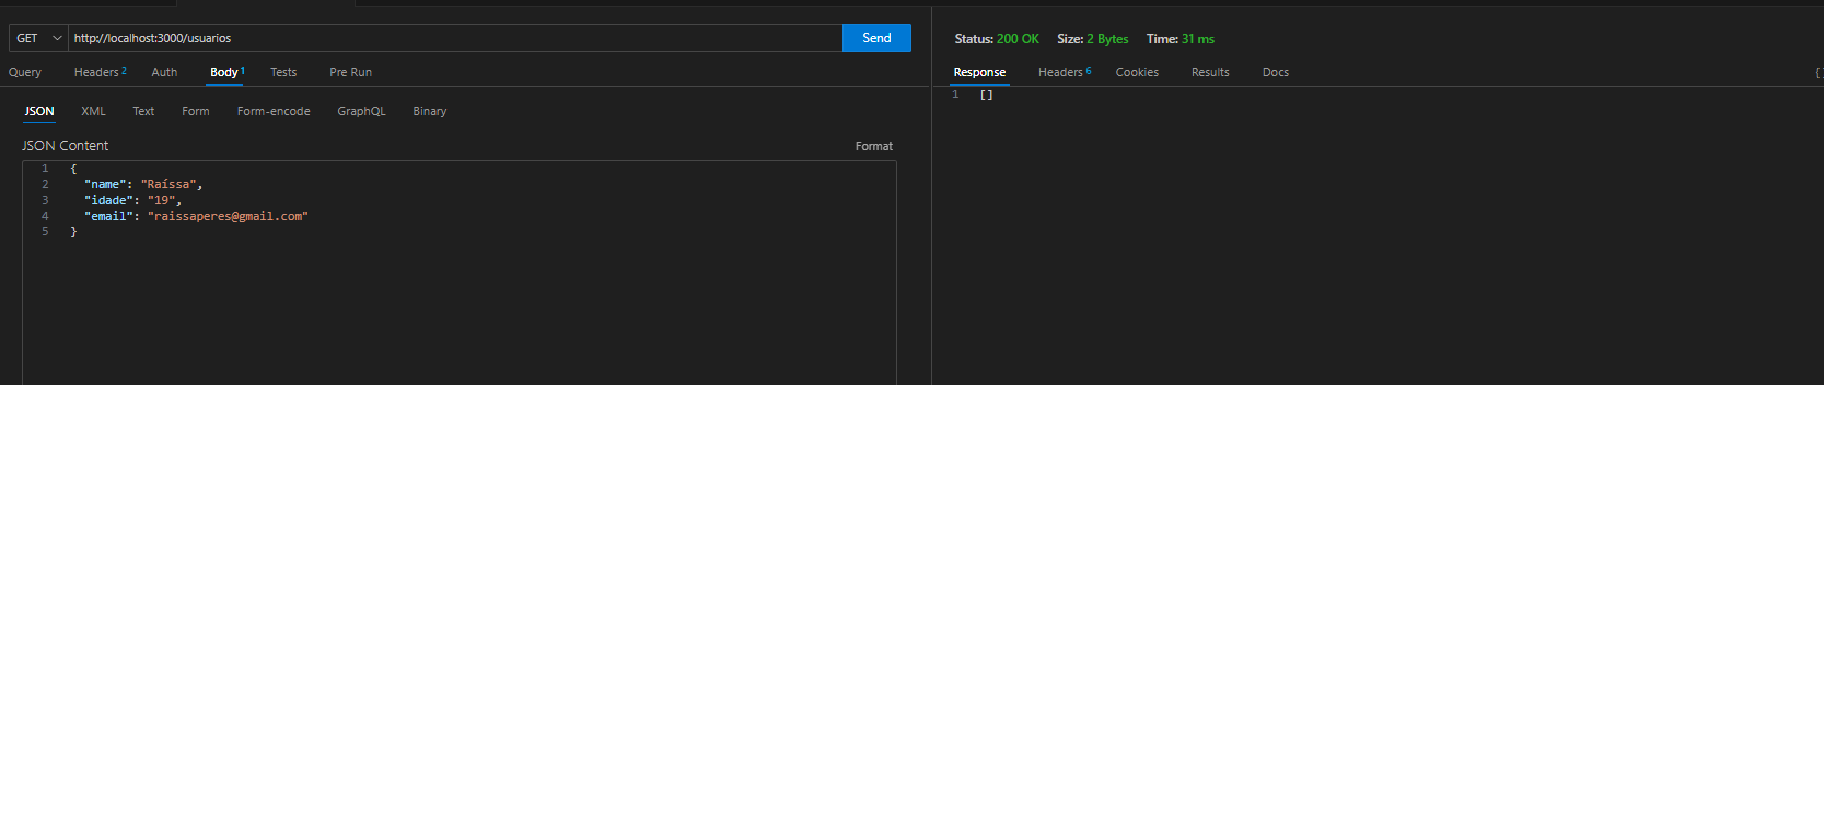 GET http://localhost:3000/usuarios Send
Query Headers 2 Auth Body 1 Tests Pre Run
JSON XML Text Form Form-encode GraphQL Binary
JSON Content Format
1 {
2 "name": "Raíssa",
3 "idade": "19",
4 "email": "raissaperes@gmail.com"
5 }
Status: 200 OK Size: 2 Bytes Time: 31 ms
Response Headers 6 Cookies Results Docs {
1 []